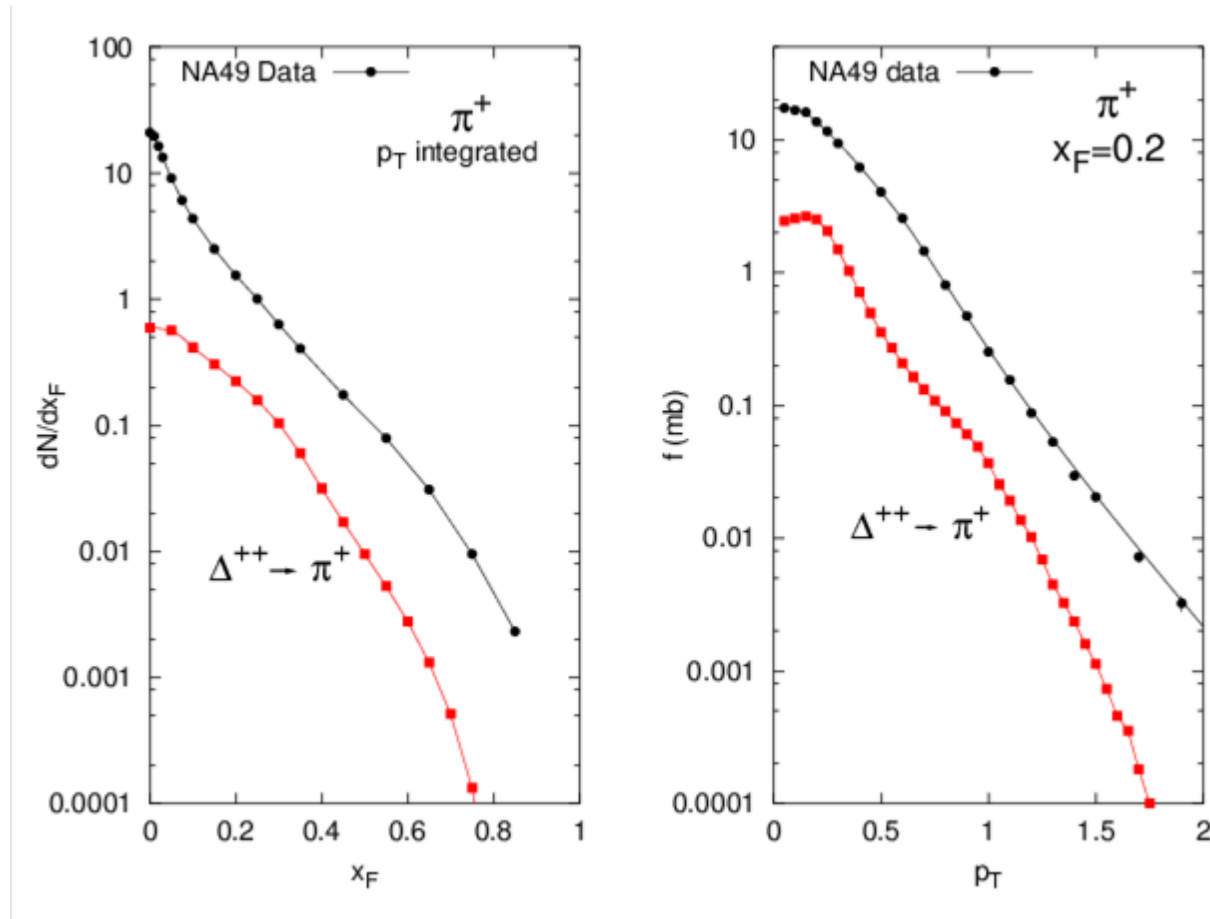 NA49 Data
π+
pT integrated
100
10
1
0.1
0.01
0.001
0.0001
dN/dxF
Δ++ → π+
0 0.2 0.4 0.6 0.8 1
xF
NA49 data
π+
xF=0.2
10
1
0.1
0.01
0.001
0.0001
f (mb)
Δ++ → π+
0 0.5 1 1.5 2
pT